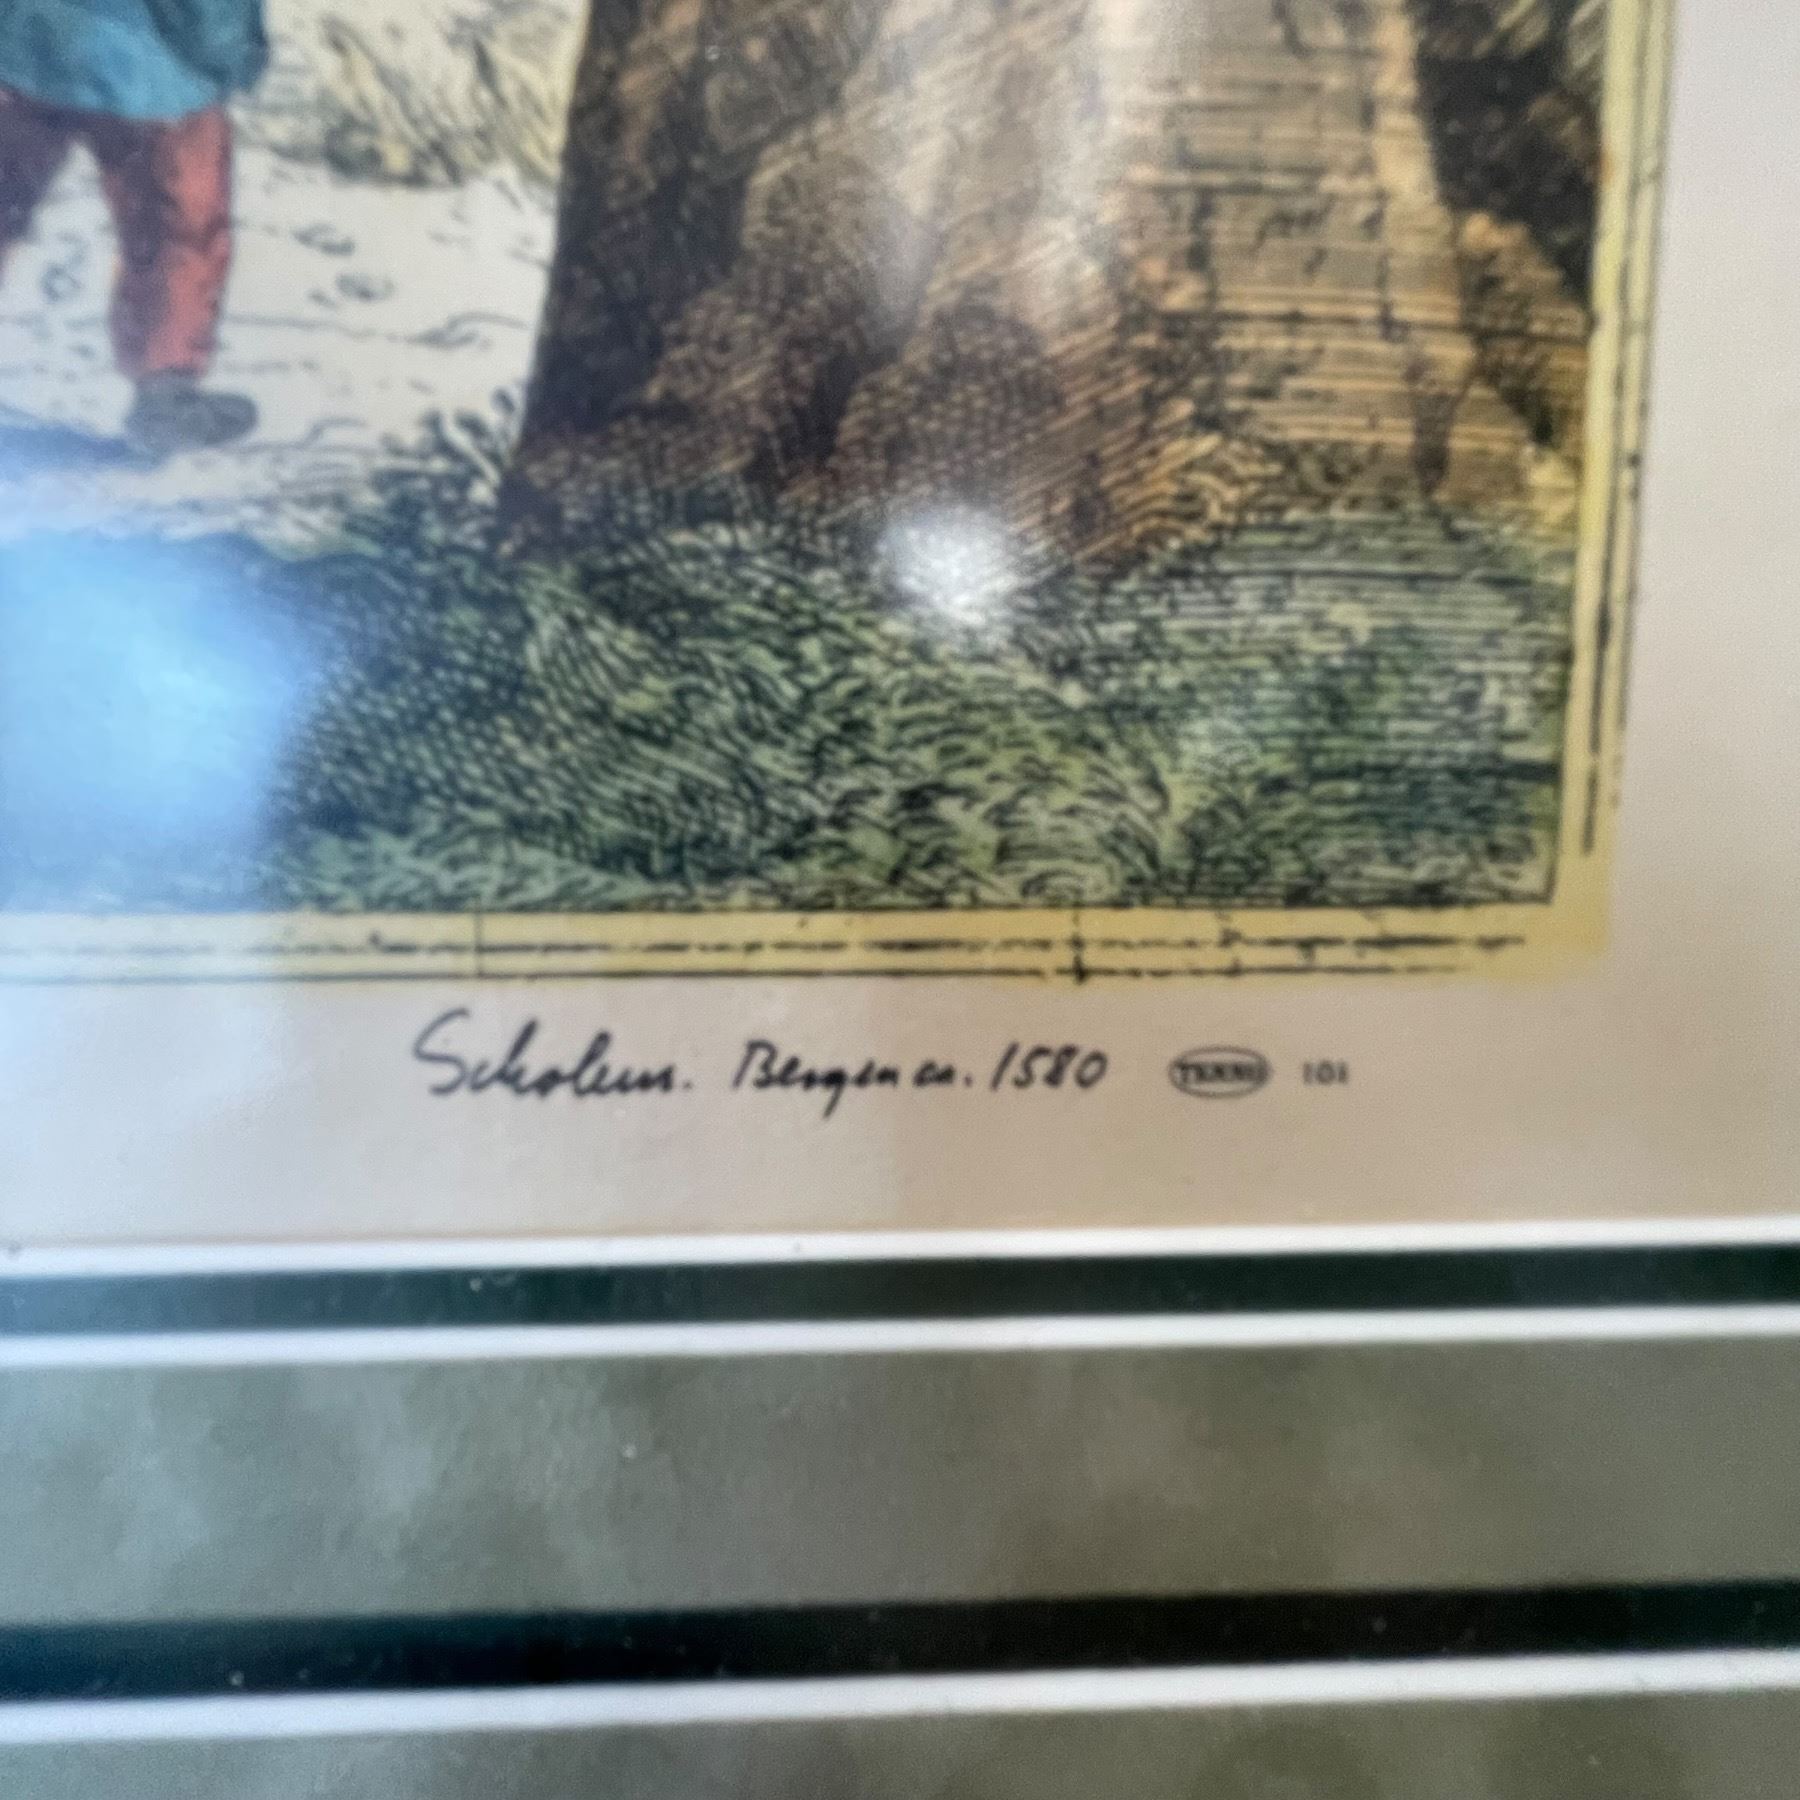 Scholeus. Bergen ca. 1580 101